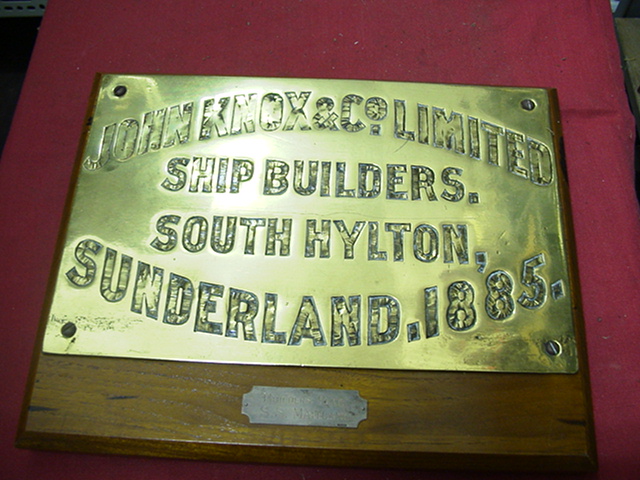 JOHN KNOX & Cº LIMITED
SHIP BUILDERS.
SOUTH HYLTON,
SUNDERLAND. 1885.